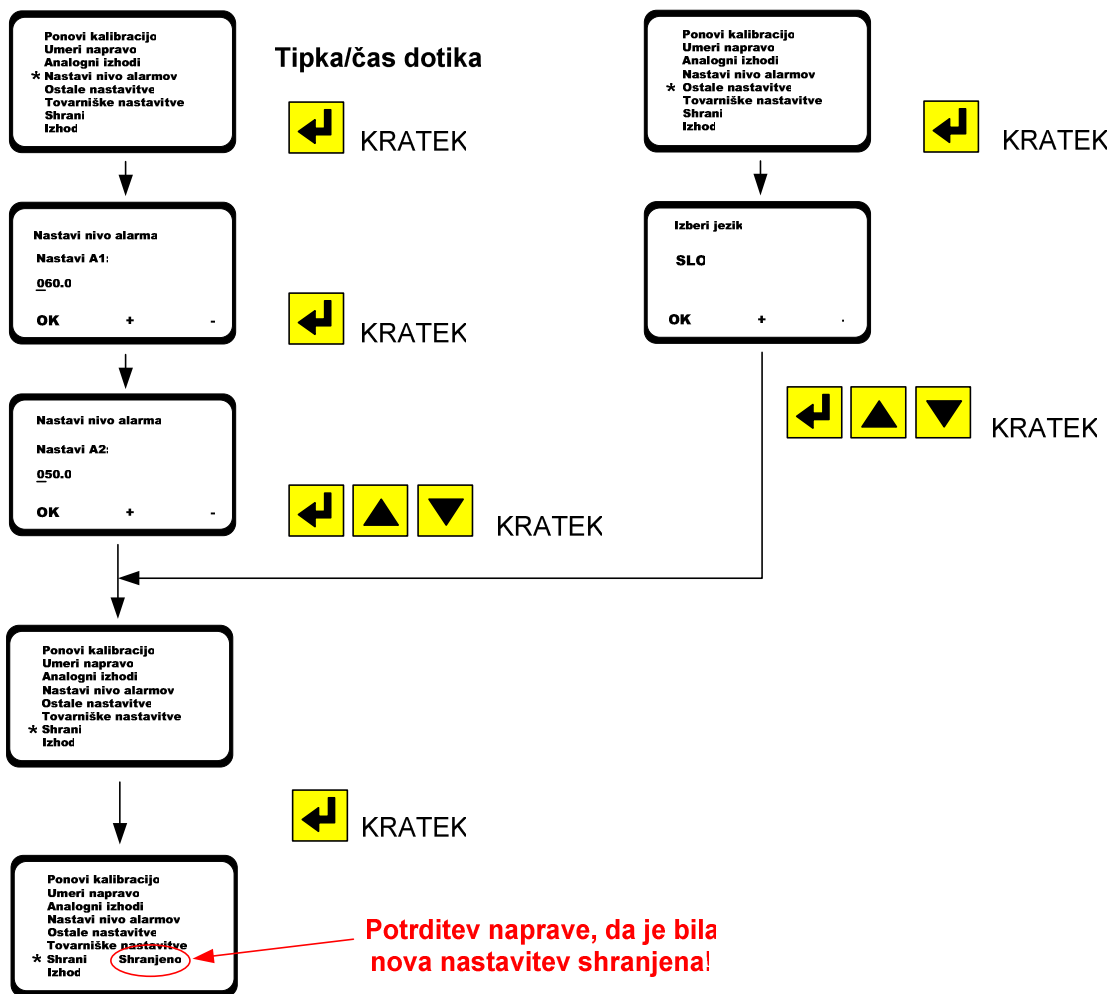 Ponovi kalibracijo
Umeri napravo
Analogni izhodi
* Nastavi nivo alarmov
Ostale nastavitve
Tovarniške nastavitve
Shrani
Izhod
Tipka/čas dotika
KRATEK
Nastavi nivo alarma
Nastavi A1:
060.0
OK + -
KRATEK
Nastavi nivo alarma
Nastavi A2:
050.0
OK + -
KRATEK
Ponovi kalibracijo
Umeri napravo
Analogni izhodi
Nastavi nivo alarmov
* Ostale nastavitve
Tovarniške nastavitve
Shrani
Izhod
KRATEK
Izberi jezik
SLO
OK + -
KRATEK
Ponovi kalibracijo
Umeri napravo
Analogni izhodi
Nastavi nivo alarmov
Ostale nastavitve
Tovarniške nastavitve
* Shrani
Izhod
KRATEK
Ponovi kalibracijo
Umeri napravo
Analogni izhodi
Nastavi nivo alarmov
Ostale nastavitve
Tovarniške nastavitve
* Shrani Shranjeno
Izhod
Potrditev naprave, da je bila
nova nastavitev shranjena!